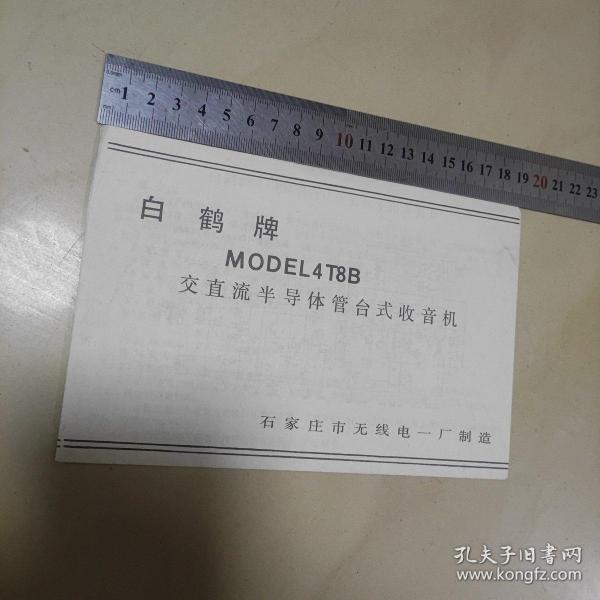 cm 1 2 3 4 5 6 7 8 9 10 11 12 13 14 15 16 17 18 19 20 21 22 23
白鹤牌
MODEL4T8B
交直流半导体管台式收音机
石家庄市无线电一厂制造
孔夫子旧书网
www.kongfz.com